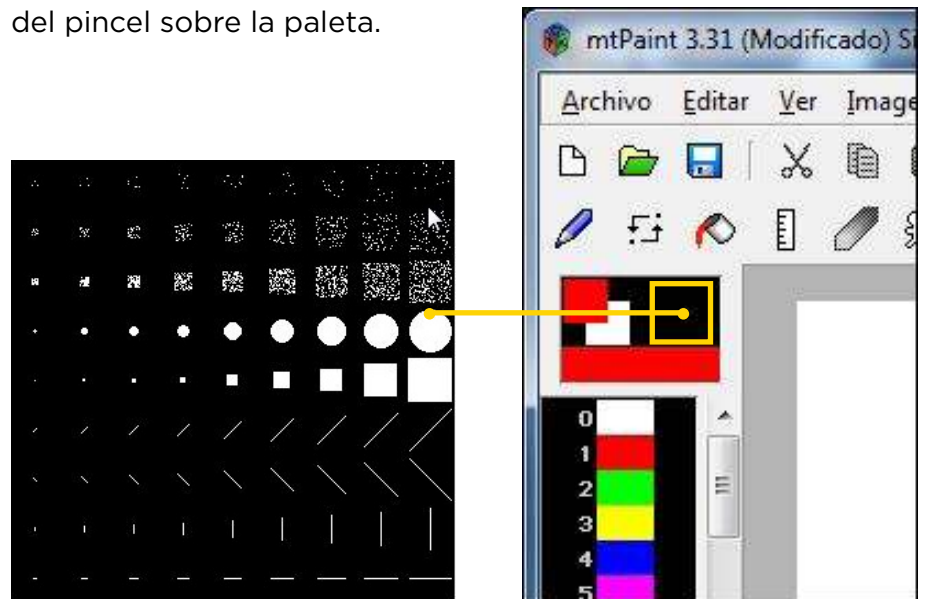 del pincel sobre la paleta.
mtPaint 3.31 (Modificado) Si
Archivo Editar Ver Image
0
1
2
3
4
5